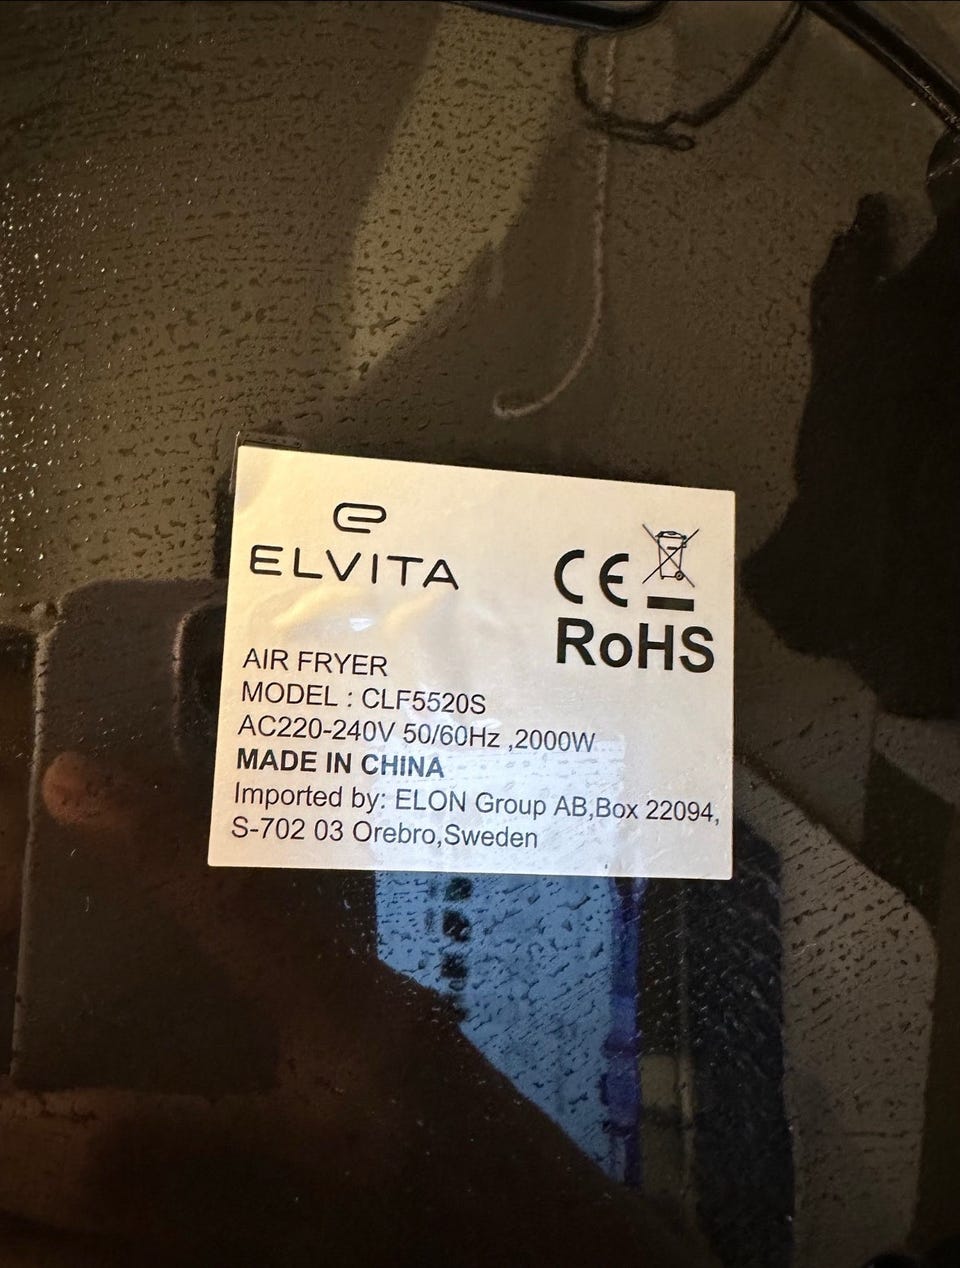 ELVITA
CE
RoHS
AIR FRYER
MODEL : CLF5520S
AC220-240V 50/60Hz ,2000W
MADE IN CHINA
Imported by: ELON Group AB,Box 22094,
S-702 03 Orebro,Sweden